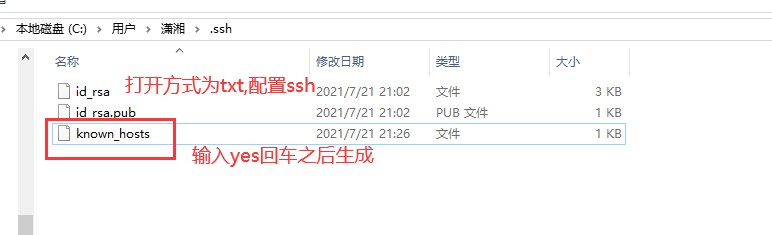 本地磁盘 (C:) > 用户 > 潇湘 > .ssh
名称 修改日期 类型 大小
id_rsa 2021/7/21 21:02 文件 3 KB
打开方式为txt,配置ssh
id_rsa.pub 2021/7/21 21:02 PUB 文件 1 KB
known_hosts 2021/7/21 21:26 文件 1 KB
输入yes回车之后生成